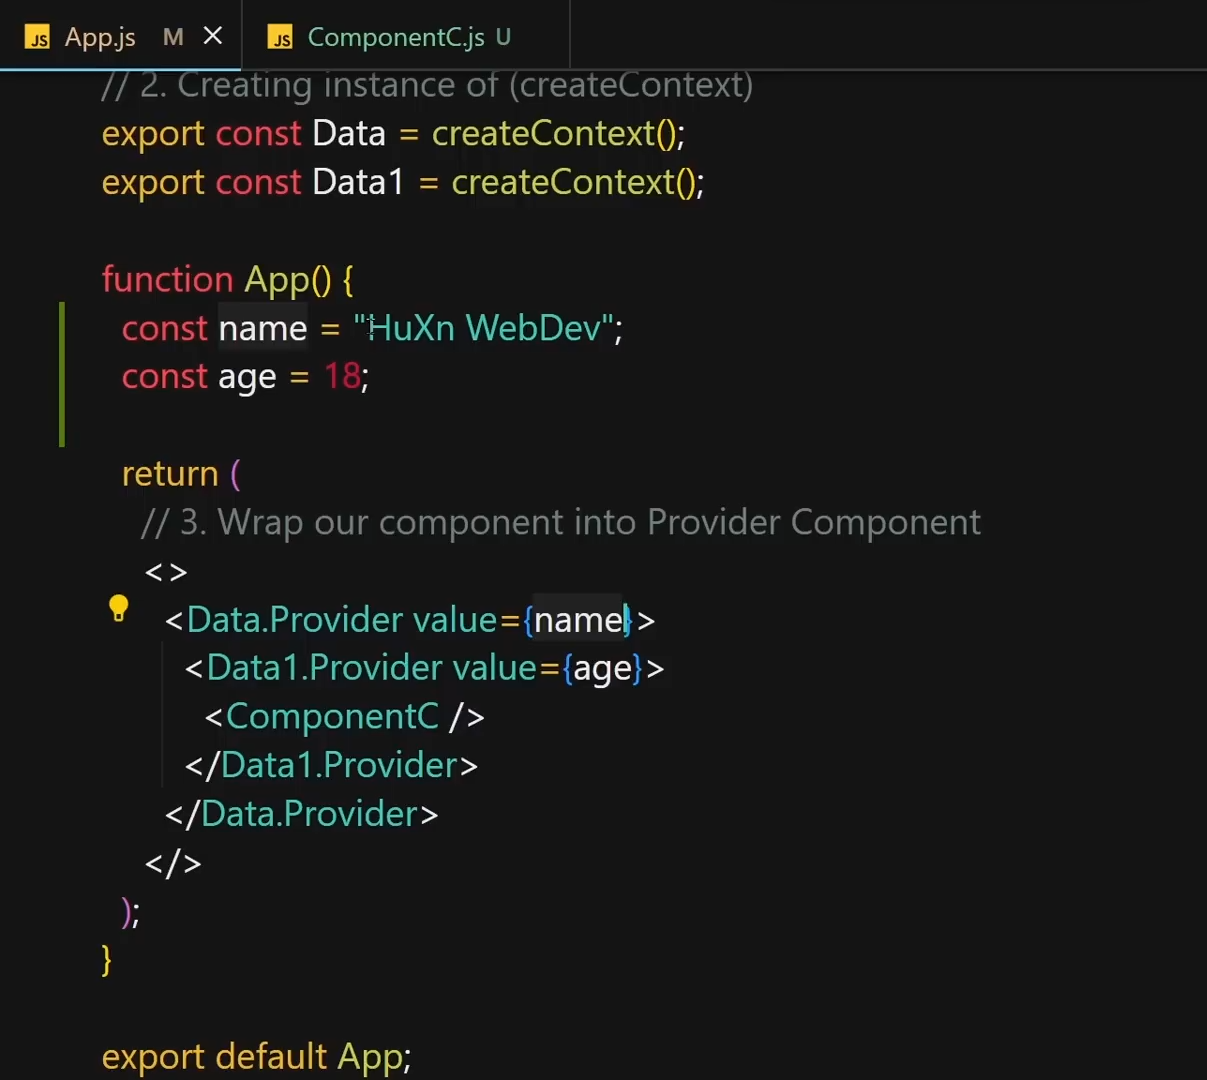 JS App.js M ×
JS ComponentC.js U
// 2. Creating instance of (createContext)
export const Data = createContext();
export const Data1 = createContext();
function App() {
const name = "HuXn WebDev";
const age = 18;
return (
// 3. Wrap our component into Provider Component
<>
<Data.Provider value={name}>
<Data1.Provider value={age}>
<ComponentC />
</Data1.Provider>
</Data.Provider>
</>
);
}
export default App;